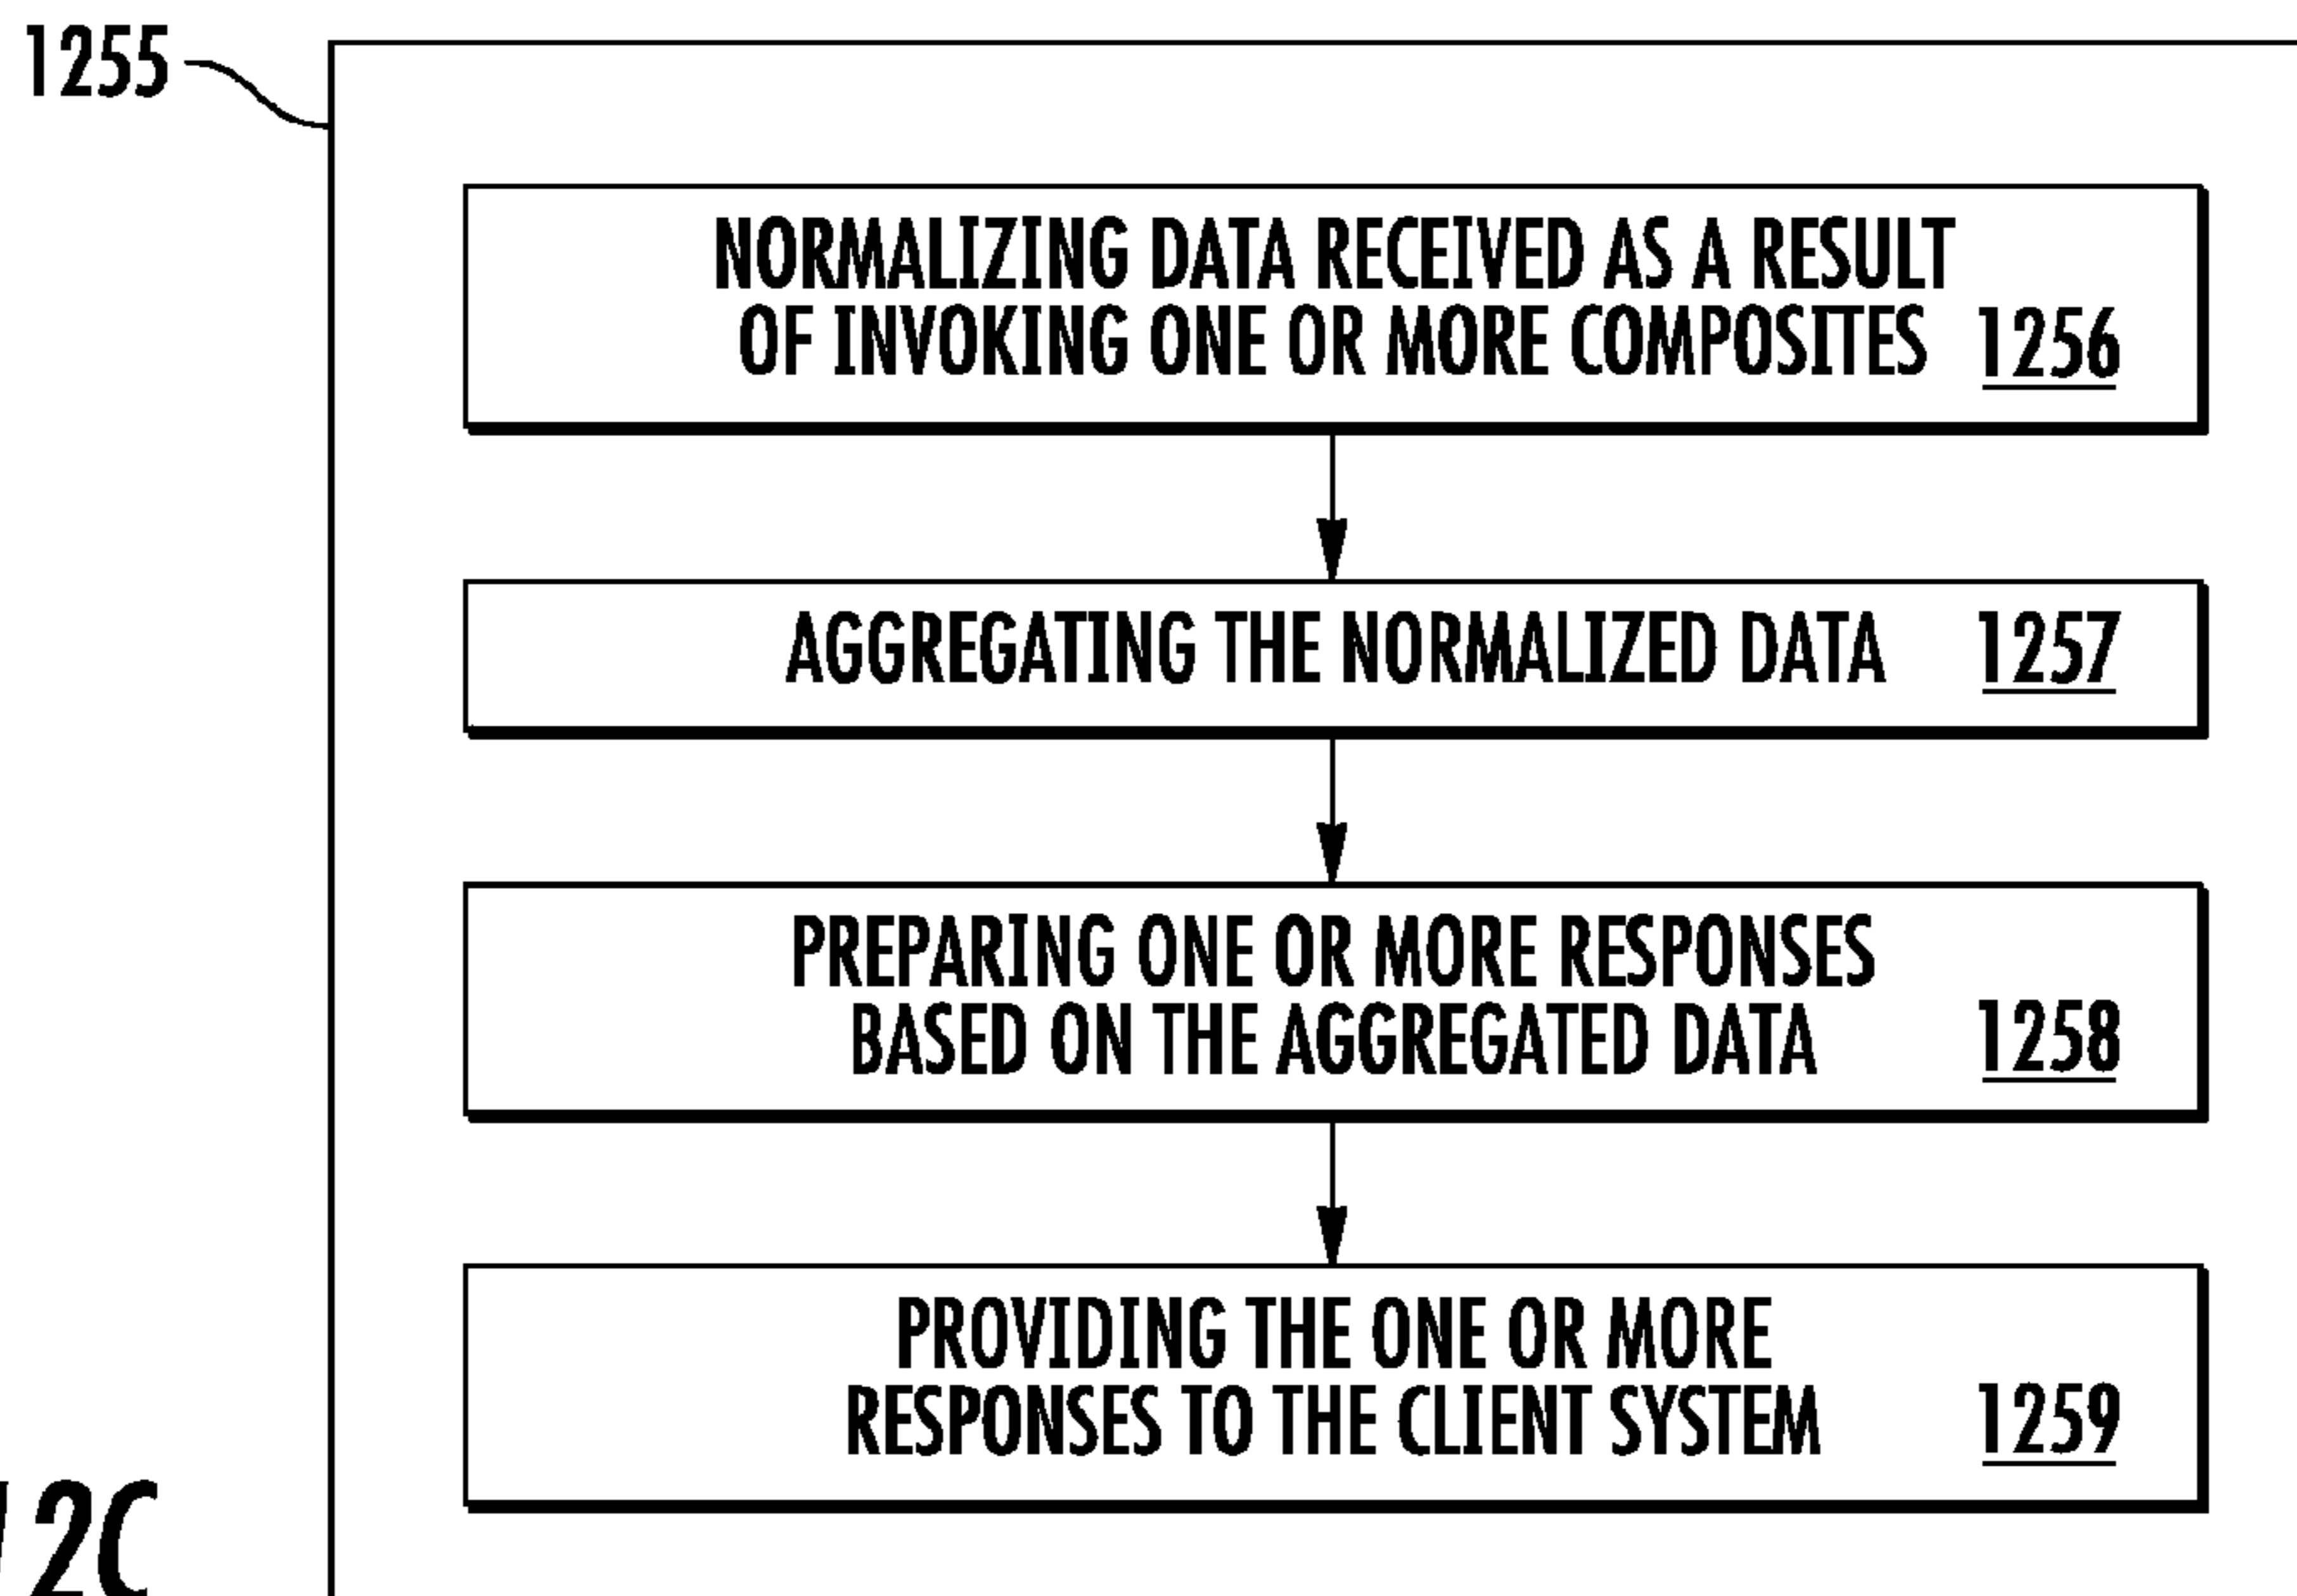 1255
NORMALIZING DATA RECEIVED AS A RESULT
OF INVOKING ONE OR MORE COMPOSITES 1256
AGGREGATING THE NORMALIZED DATA 1257
PREPARING ONE OR MORE RESPONSES
BASED ON THE AGGREGATED DATA 1258
PROVIDING THE ONE OR MORE
RESPONSES TO THE CLIENT SYSTEM 1259
2C